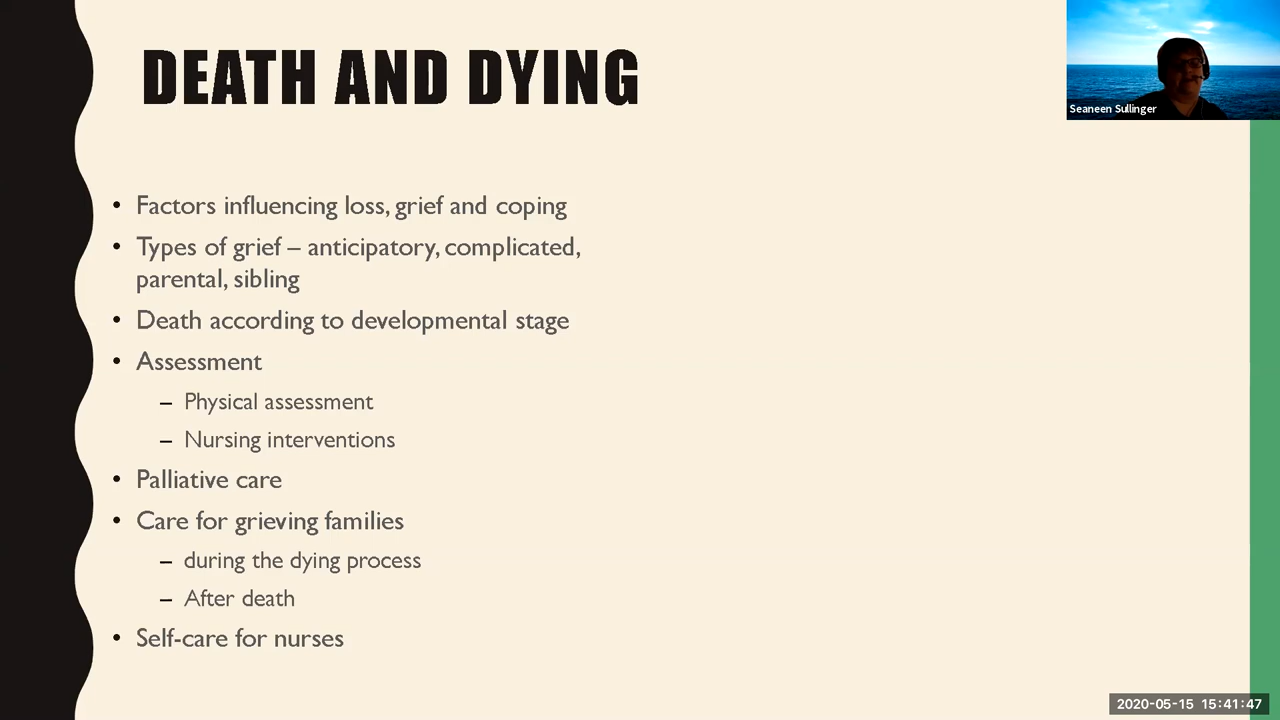 DEATH AND DYING
Seaneen Sullinger
• Factors influencing loss, grief and coping
• Types of grief – anticipatory, complicated,
parental, sibling
• Death according to developmental stage
• Assessment
– Physical assessment
– Nursing interventions
• Palliative care
• Care for grieving families
– during the dying process
– After death
• Self-care for nurses
2020-05-15 15:41:47